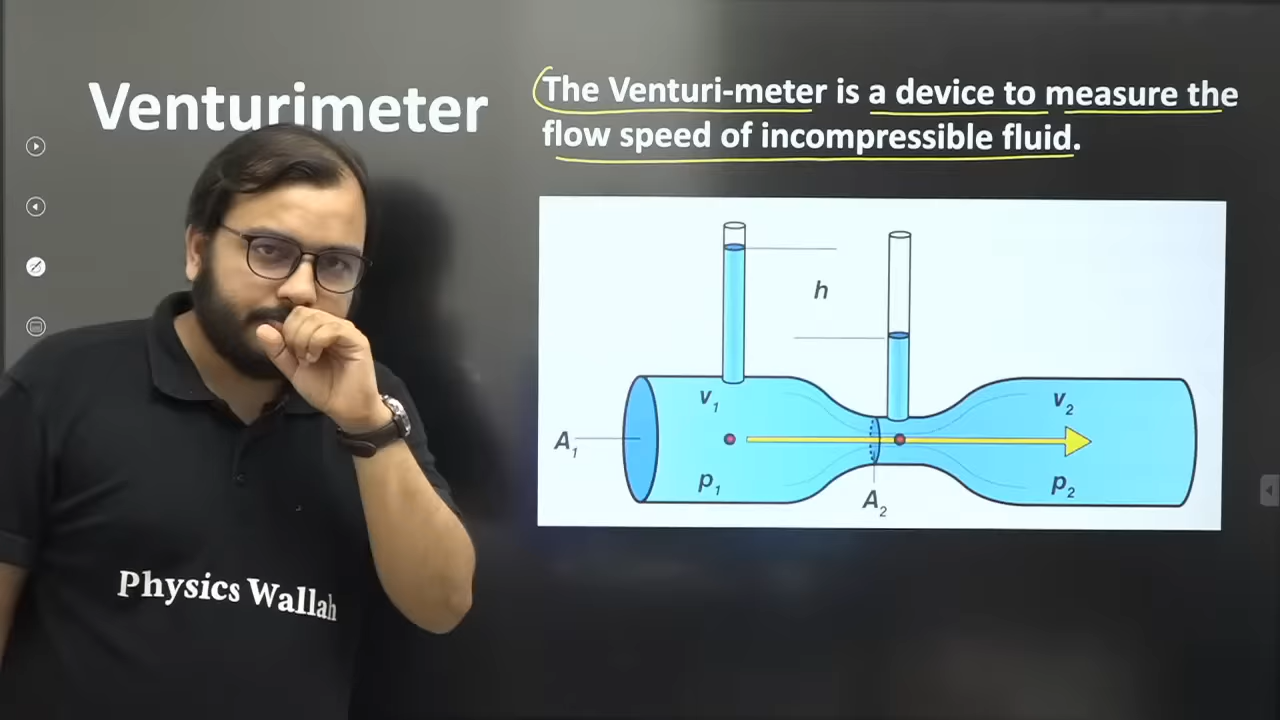 Venturimeter
The Venturi-meter is a device to measure the
flow speed of incompressible fluid.
h
v₁
v₂
A₁
p₁
p₂
A₂
Physics Wallah